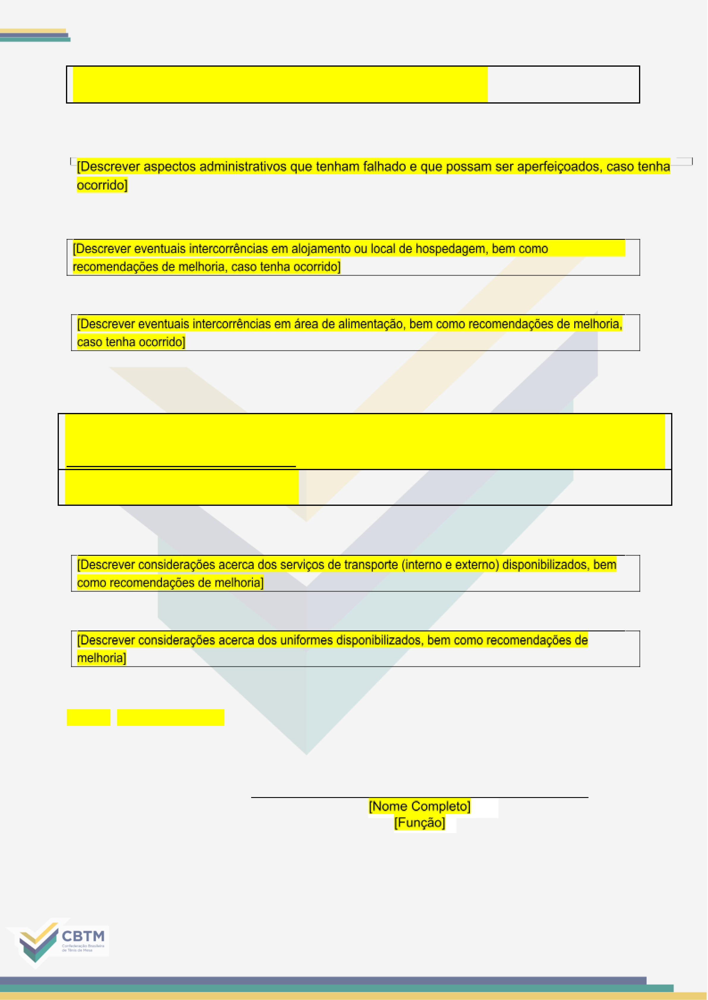 [Descrever aspectos administrativos que tenham falhado e que possam ser aperfeiçoados, caso tenha
ocorrido]
[Descrever eventuais intercorrências em alojamento ou local de hospedagem, bem como
recomendações de melhoria, caso tenha ocorrido]
[Descrever eventuais intercorrências em área de alimentação, bem como recomendações de melhoria,
caso tenha ocorrido]
[Descrever considerações acerca dos serviços de transporte (interno e externo) disponibilizados, bem
como recomendações de melhoria]
[Descrever considerações acerca dos uniformes disponibilizados, bem como recomendações de
melhoria]
[Nome Completo]
[Função]
CBTM
Confederação Brasileira
de Tênis de Mesa